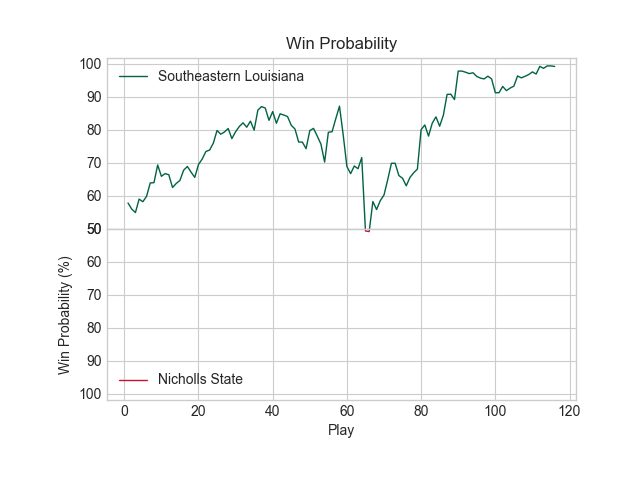 Win Probability
100
Southeastern Louisiana
90
80
70
60
50
60
70
80
90
Nicholls State
100
Win Probability (%)
0 20 40 60 80 100 120
Play